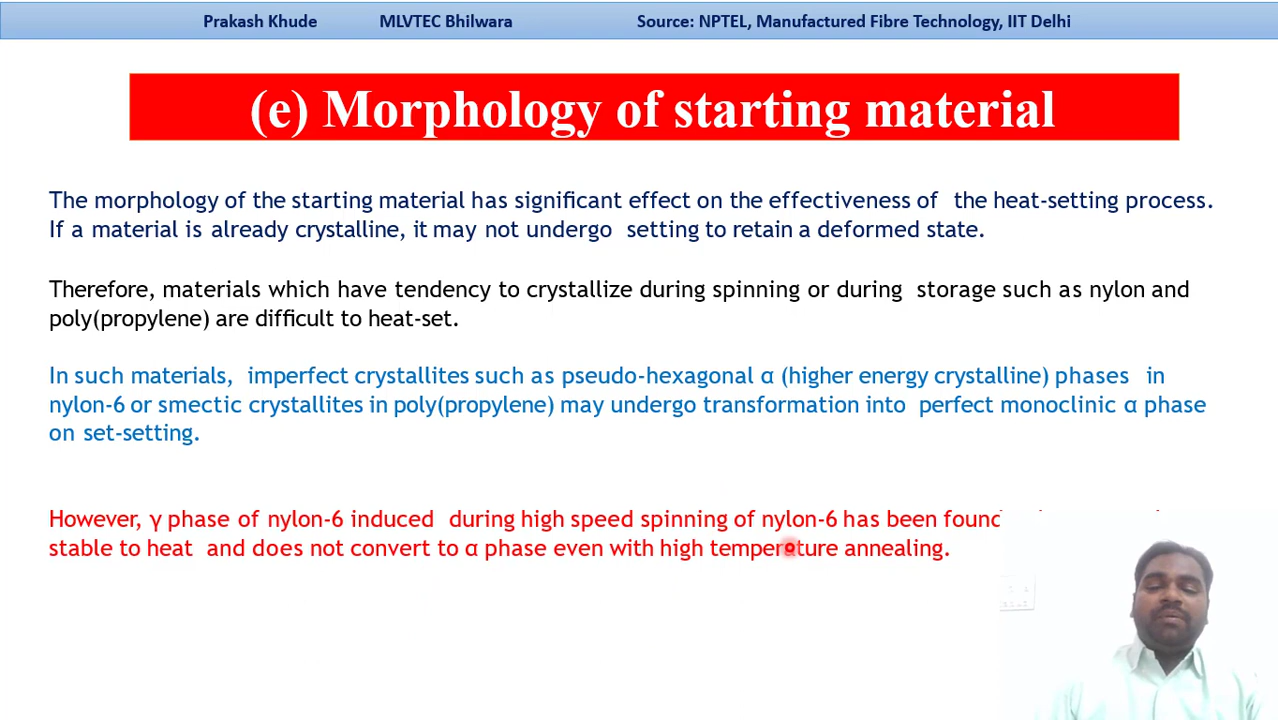 Prakash Khude MLVTEC Bhilwara Source: NPTEL, Manufactured Fibre Technology, IIT Delhi
(e) Morphology of starting material
The morphology of the starting material has significant effect on the effectiveness of the heat-setting process.
If a material is already crystalline, it may not undergo setting to retain a deformed state.
Therefore, materials which have tendency to crystallize during spinning or during storage such as nylon and
poly(propylene) are difficult to heat-set.
In such materials, imperfect crystallites such as pseudo-hexagonal α (higher energy crystalline) phases in
nylon-6 or smectic crystallites in poly(propylene) may undergo transformation into perfect monoclinic α phase
on set-setting.
However, γ phase of nylon-6 induced during high speed spinning of nylon-6 has been found
stable to heat and does not convert to α phase even with high temperature annealing.